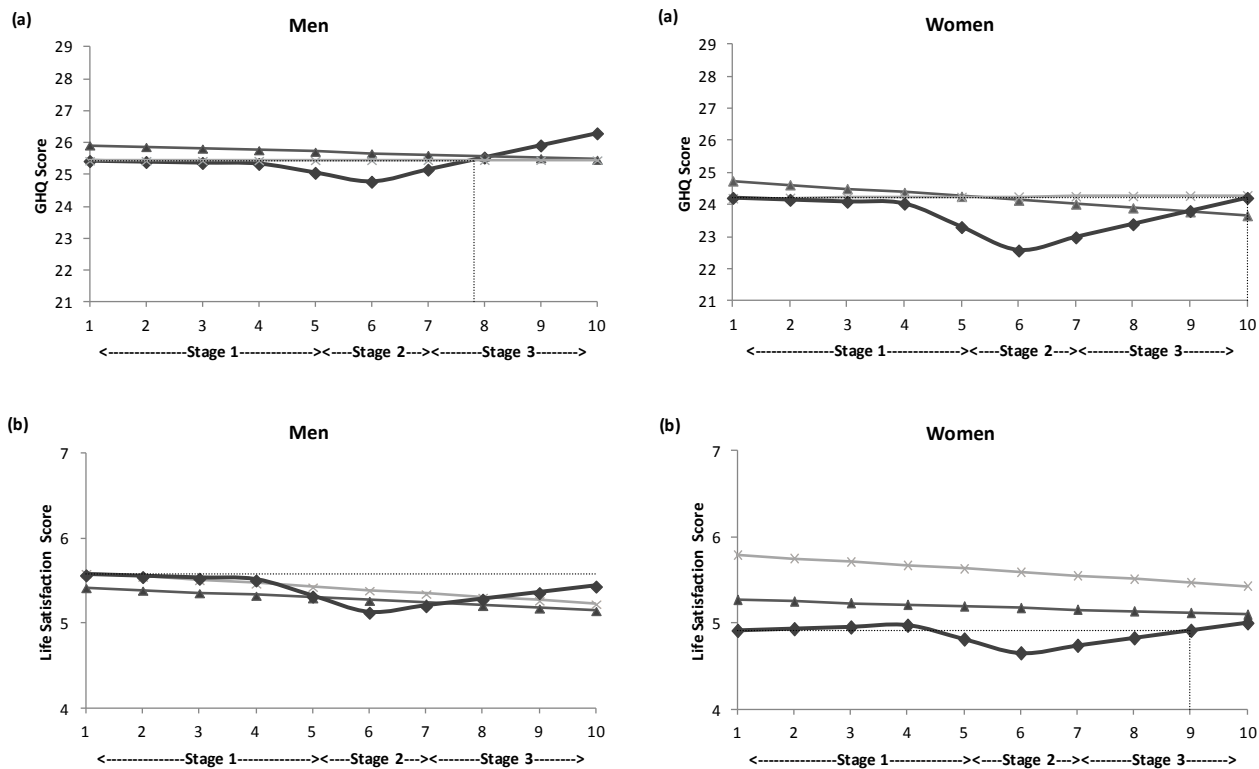 (a)
Men
GHQ Score
29
28
27
26
25
24
23
22
21
1 2 3 4 5 6 7 8 9 10
<---------------Stage 1--------------><----Stage 2---><--------Stage 3-------->
(a)
Women
GHQ Score
29
28
27
26
25
24
23
22
21
1 2 3 4 5 6 7 8 9 10
<---------------Stage 1--------------><----Stage 2---><--------Stage 3-------->
(b)
Men
Life Satisfaction Score
7
6
5
4
1 2 3 4 5 6 7 8 9 10
<---------------Stage 1--------------><----Stage 2---><--------Stage 3-------->
(b)
Women
Life Satisfaction Score
7
6
5
4
1 2 3 4 5 6 7 8 9 10
<---------------Stage 1--------------><----Stage 2---><--------Stage 3-------->